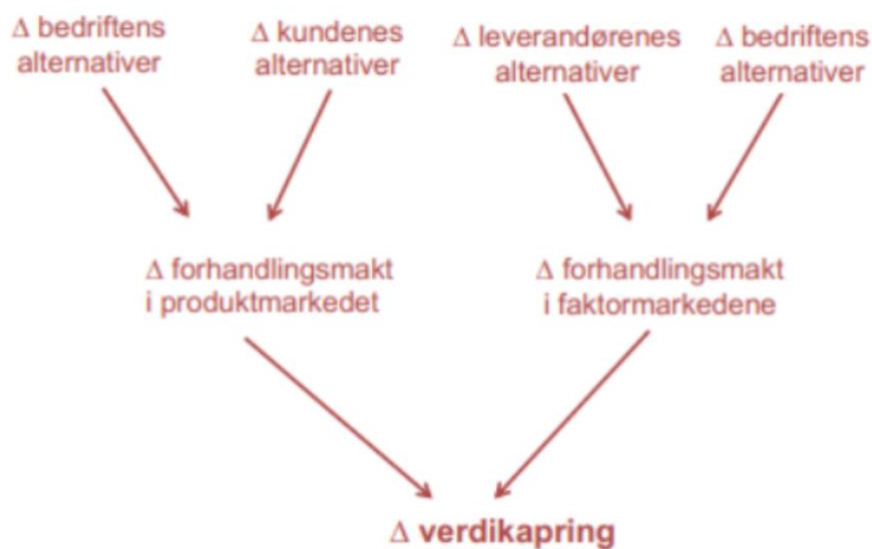 Δ bedriftens
alternativer
Δ kundenes
alternativer
Δ leverandørenes
alternativer
Δ bedriftens
alternativer
Δ forhandlingsmakt
i produktmarkedet
Δ forhandlingsmakt
i faktormarkedene
Δ verdikapring